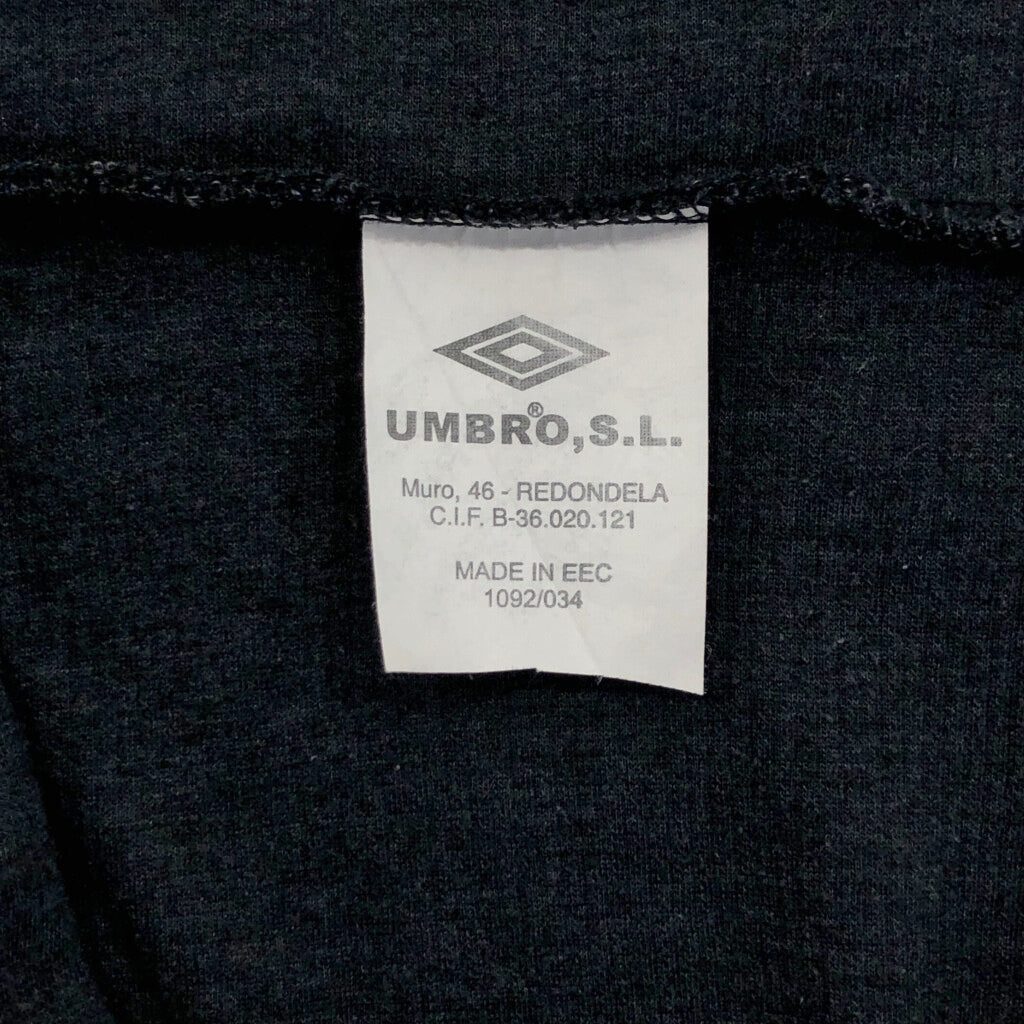 UMBRO®,S.L.
Muro, 46 - REDONDELA
C.I.F. B-36.020.121
MADE IN EEC
1092/034